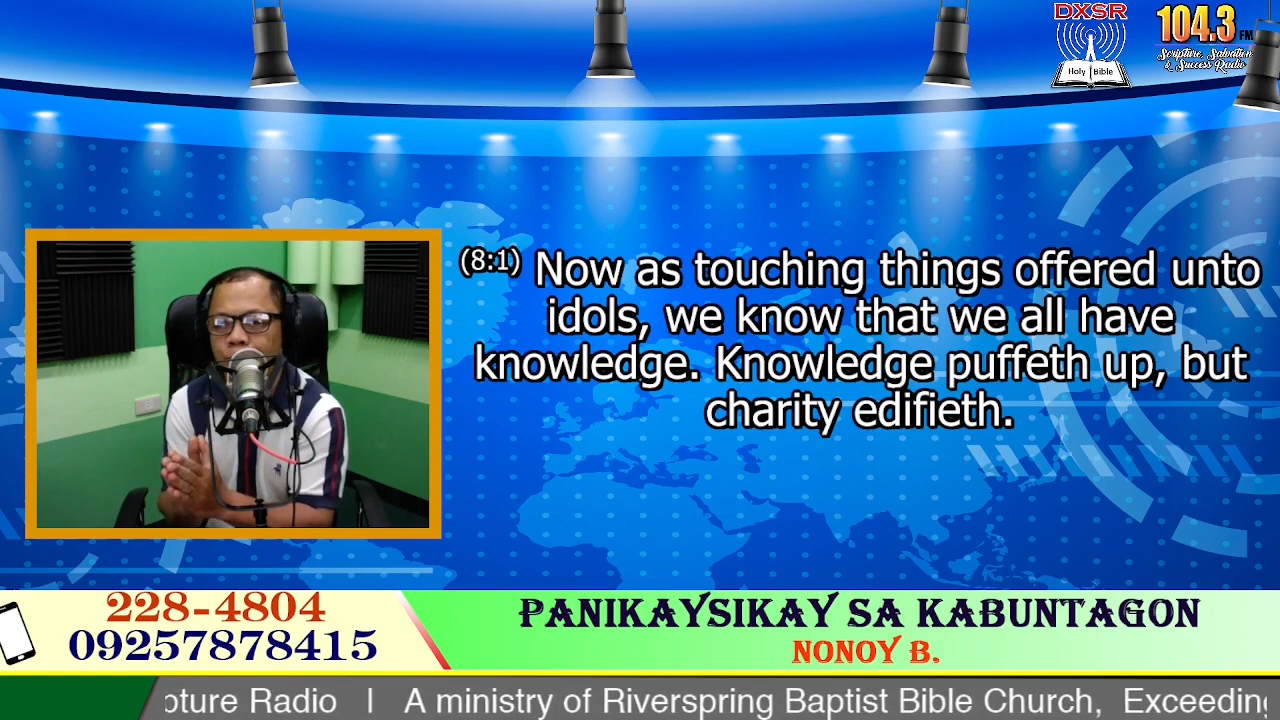 DXSR
Holy Bible
104.3 FM
Scripture, Salvation
& Success Radio
(8:1) Now as touching things offered unto
idols, we know that we all have
knowledge. Knowledge puffeth up, but
charity edifieth.
228-4804
09257878415
PANIKAYSIKAY SA KABUNTAGON
NONOY B.
pture Radio I A ministry of Riverspring Baptist Bible Church, Exceeding